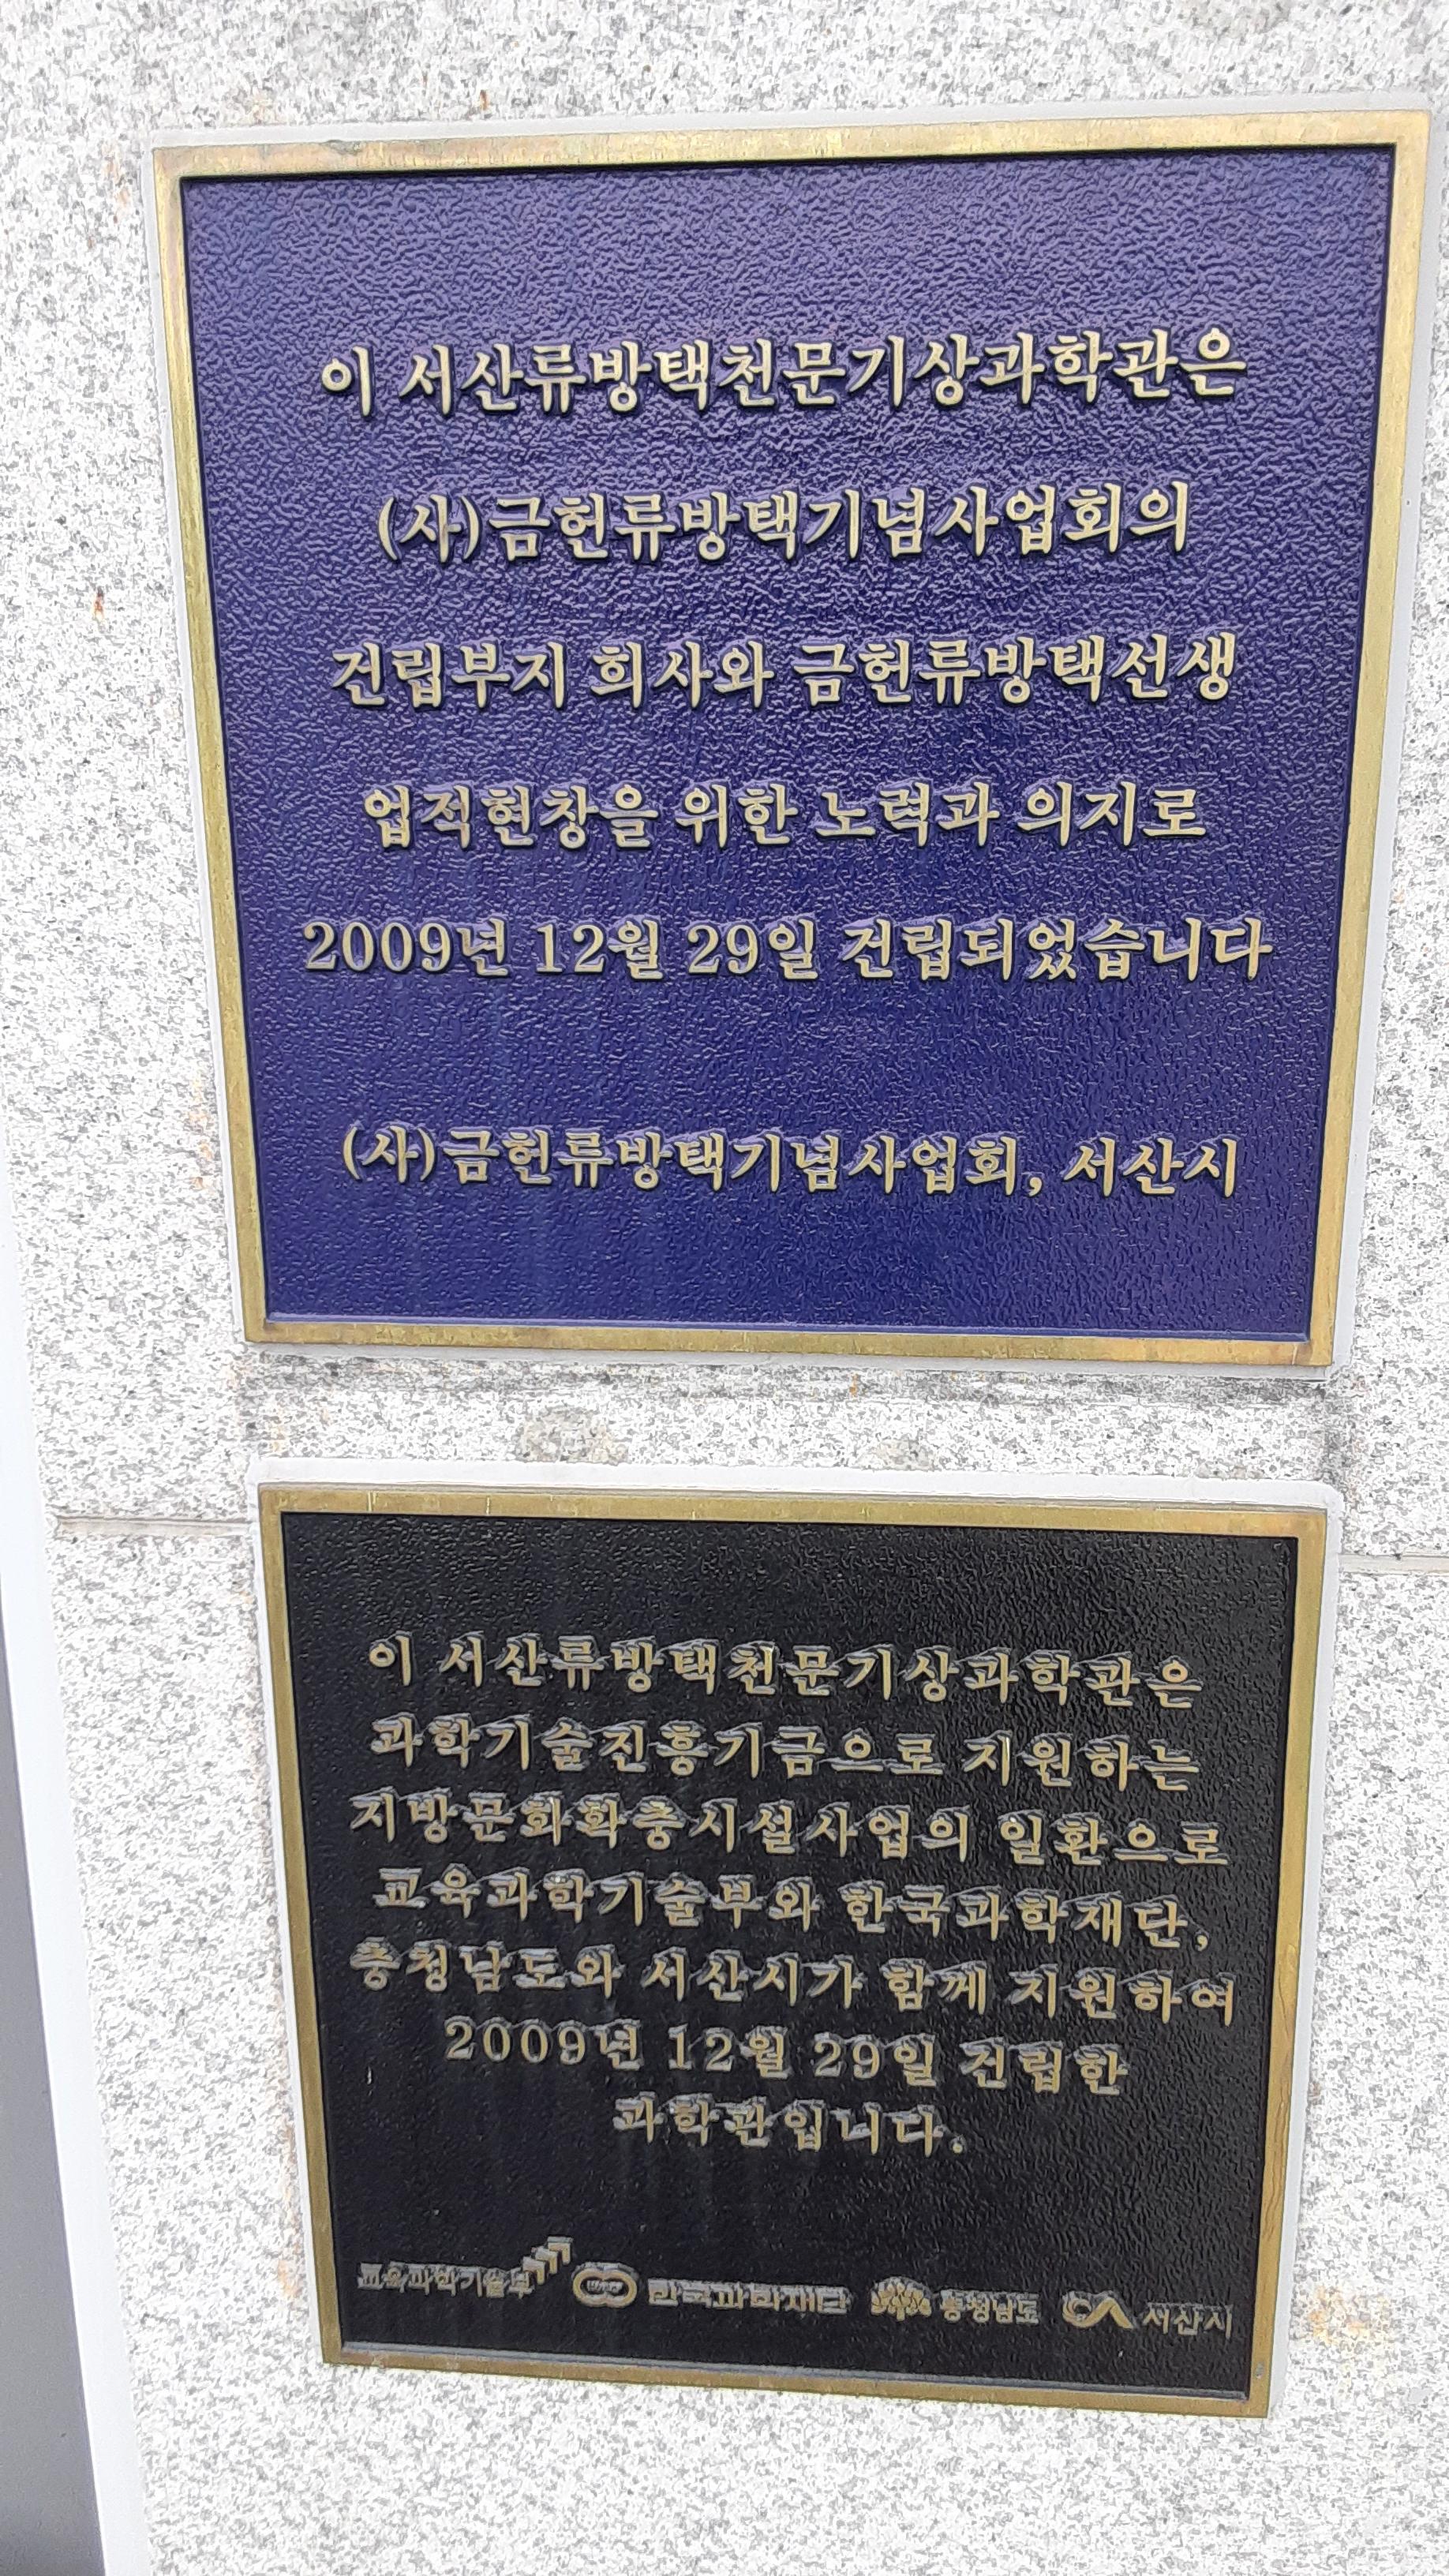 이 서산류방택천문기상과학관은
(사)금헌류방택기념사업회의
건립부지 희사와 금헌류방택선생
업적현창을 위한 노력과 의지로
2009년 12월 29일 건립되었습니다
(사)금헌류방택기념사업회, 서산시
이 서산류방택천문기상과학관은
과학기술진흥기금으로 지원하는
지방문화확충시설사업의 일환으로
교육과학기술부와 한국과학재단,
충청남도와 서산시가 함께 지원하여
2009년 12월 29일 건립한
과학관입니다.
교육과학기술부 한국과학재단 충청남도 서산시